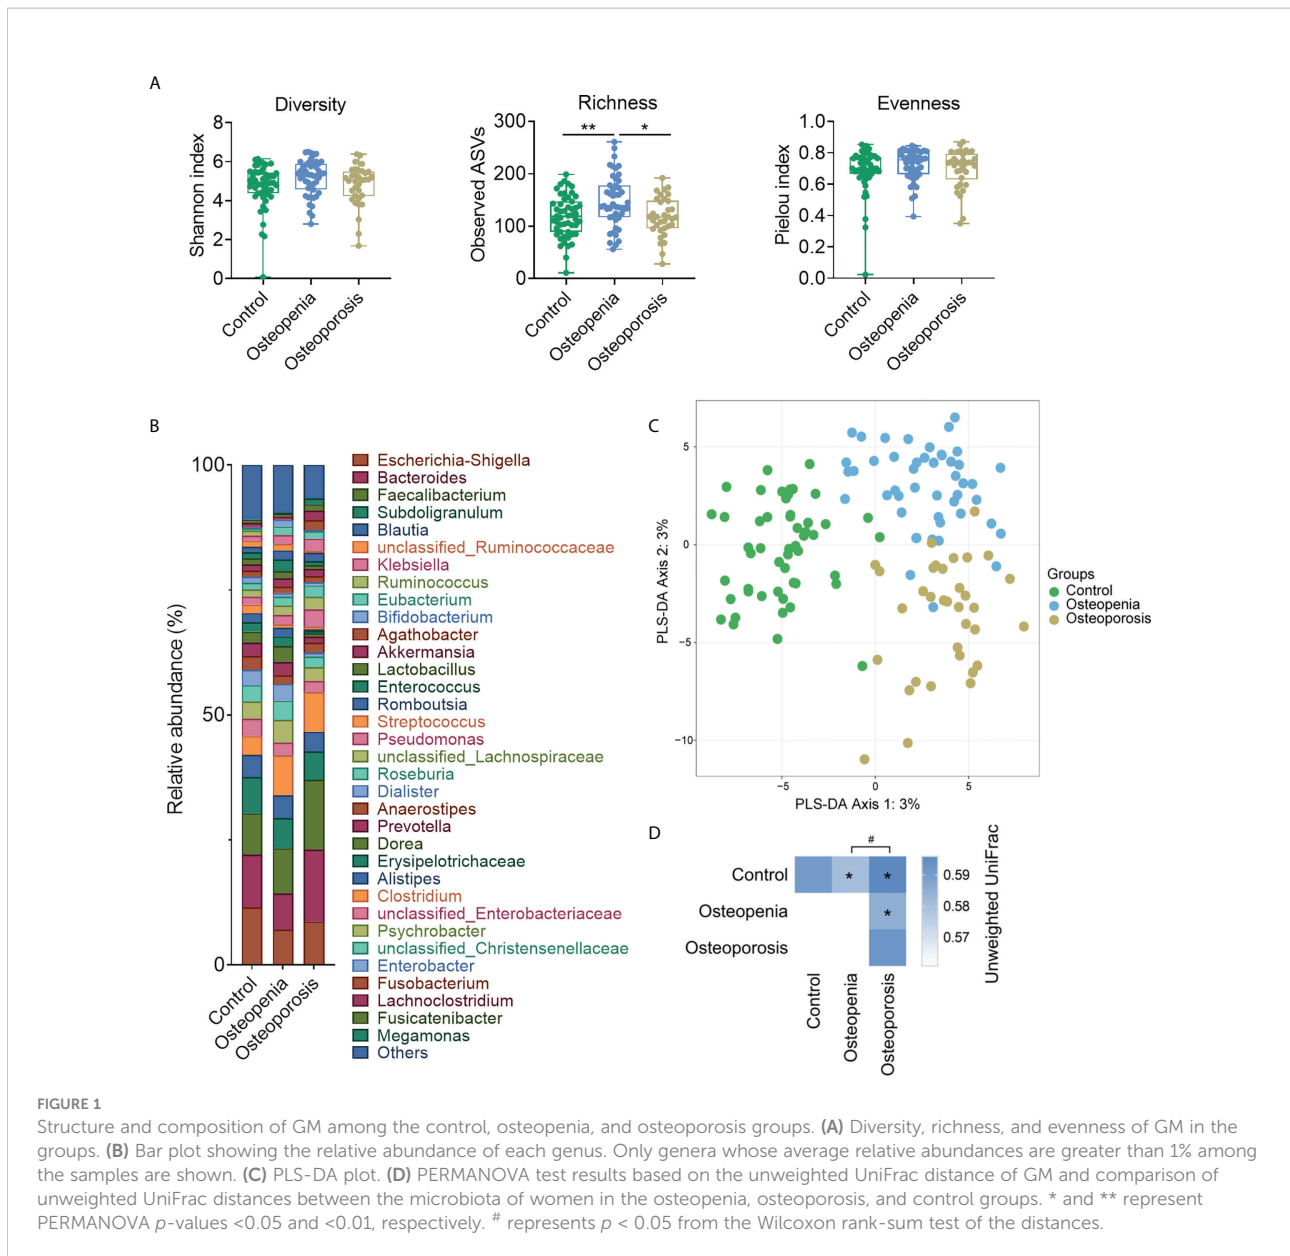 A
Diversity
Shannon index
8
6
4
2
0
Control
Osteopenia
Osteoporosis
Richness
Observed ASVs
300
200
100
0
**
*
Control
Osteopenia
Osteoporosis
Evenness
Pielou index
1.0
0.8
0.6
0.4
0.2
0.0
Control
Osteopenia
Osteoporosis
B
Relative abundance (%)
100
50
0
Control
Osteopenia
Osteoporosis
Escherichia-Shigella
Bacteroides
Faecalibacterium
Subdoligranulum
Blautia
unclassified_Ruminococcaceae
Klebsiella
Ruminococcus
Eubacterium
Bifidobacterium
Agathobacter
Akkermansia
Lactobacillus
Enterococcus
Romboutsia
Streptococcus
Pseudomonas
unclassified_Lachnospiraceae
Roseburia
Dialister
Anaerostipes
Prevotella
Dorea
Erysipelotrichaceae
Alistipes
Clostridium
unclassified_Enterobacteriaceae
Psychrobacter
unclassified_Christensenellaceae
Enterobacter
Fusobacterium
Lachnoclostridium
Fusicatenibacter
Megamonas
Others
C
PLS-DA Axis 2: 3%
5
0
−5
−10
−5
0
5
PLS-DA Axis 1: 3%
Groups
Control
Osteopenia
Osteoporosis
D
#
Control
* *
Osteopenia
*
Osteoporosis
Control
Osteopenia
Osteoporosis
0.59
0.58
0.57
Unweighted UniFrac
FIGURE 1
Structure and composition of GM among the control, osteopenia, and osteoporosis groups. (A) Diversity, richness, and evenness of GM in the
groups. (B) Bar plot showing the relative abundance of each genus. Only genera whose average relative abundances are greater than 1% among
the samples are shown. (C) PLS-DA plot. (D) PERMANOVA test results based on the unweighted UniFrac distance of GM and comparison of
unweighted UniFrac distances between the microbiota of women in the osteopenia, osteoporosis, and control groups. * and ** represent
PERMANOVA p-values <0.05 and <0.01, respectively. # represents p < 0.05 from the Wilcoxon rank-sum test of the distances.